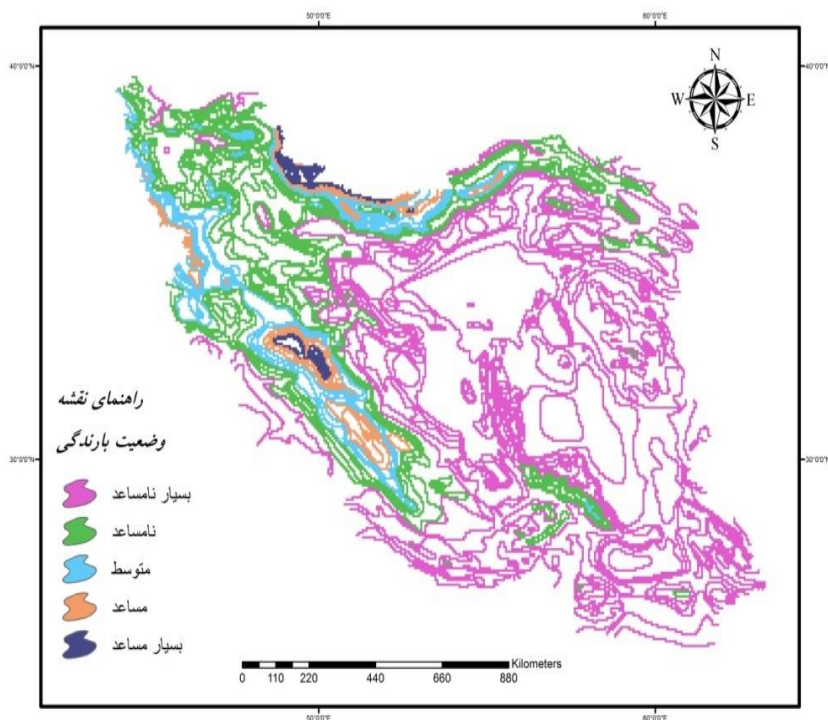 50°0'0"E 60°0'0"E
40°0'0"N 40°0'0"N
N
W E
S
راهنمای نقشه
وضعیت بارندگی
30°0'0"N 30°0'0"N
بسیار نامساعد
نامساعد
متوسط
مساعد
بسیار مساعد
Kilometers
0 110 220 440 660 880
50°0'0"E 60°0'0"E